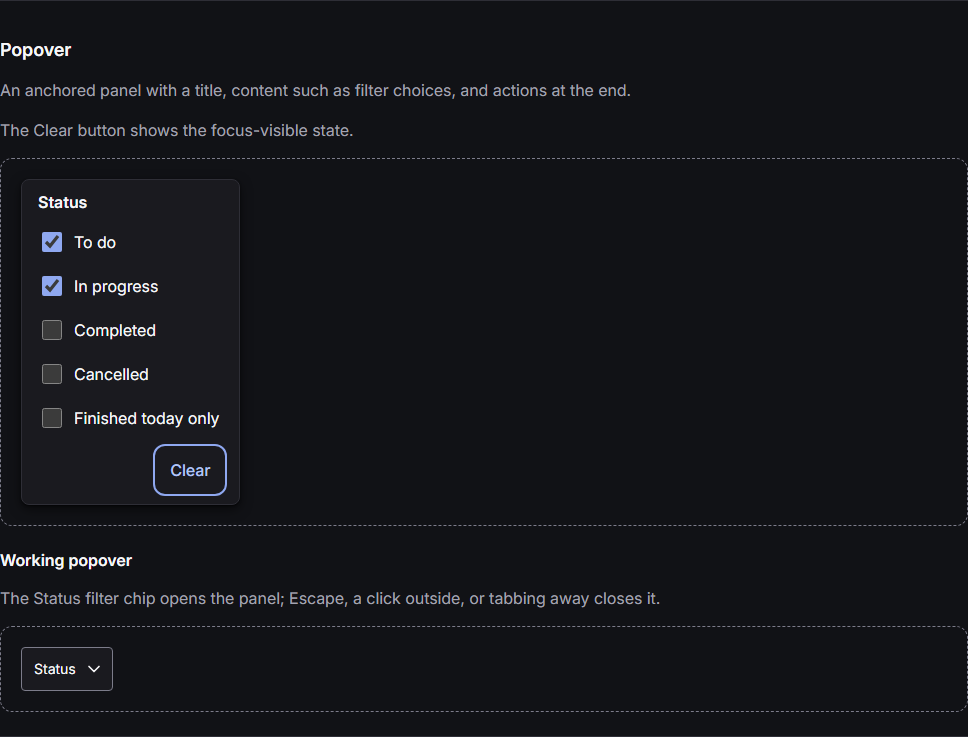 Popover
An anchored panel with a title, content such as filter choices, and actions at the end.
The Clear button shows the focus-visible state.
Status
To do
In progress
Completed
Cancelled
Finished today only
Clear
Working popover
The Status filter chip opens the panel; Escape, a click outside, or tabbing away closes it.
Status